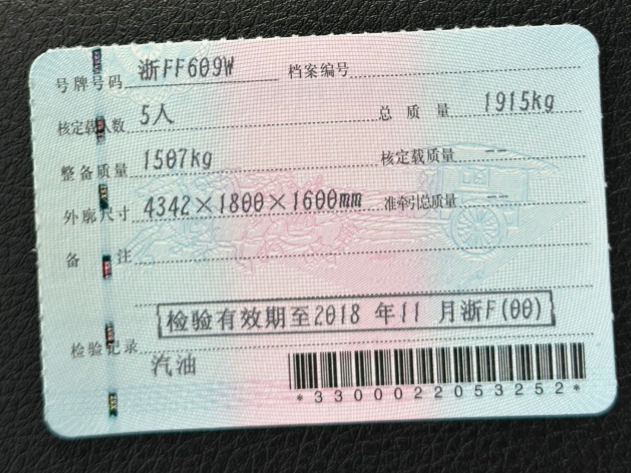 号牌号码 浙FF609W 档案编号
核定载人数 5人 总 质 量 1915kg
整备质量 1507kg 核定载质量 --
外廓尺寸 4342×1800×1600mm 准牵引总质量 --
备 注
检验有效期至2018 年11 月浙F(00)
检验记录
汽油
*3300022053252*